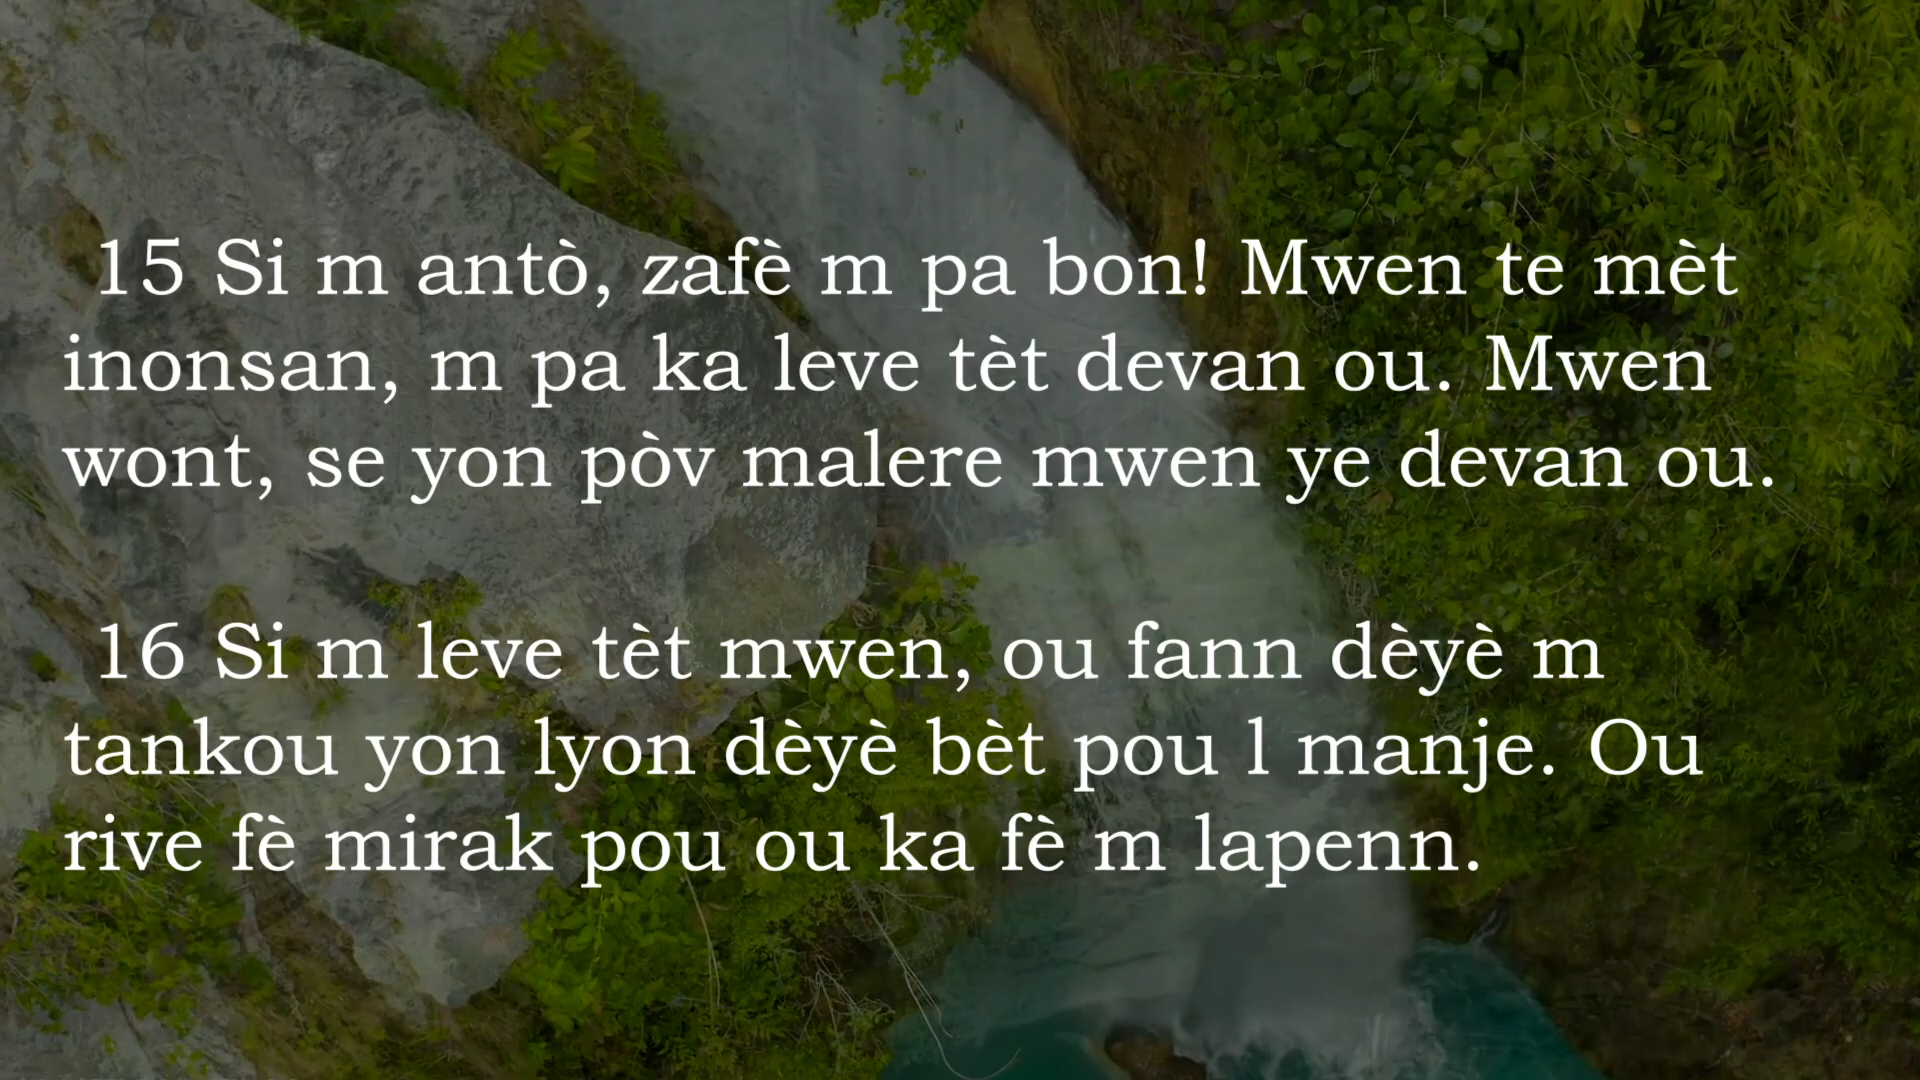 15 Si m antò, zafè m pa bon! Mwen te mèt
inonsan, m pa ka leve tèt devan ou. Mwen
wont, se yon pòv malere mwen ye devan ou.
16 Si m leve tèt mwen, ou fann dèyè m
tankou yon lyon dèyè bèt pou l manje. Ou
rive fè mirak pou ou ka fè m lapenn.